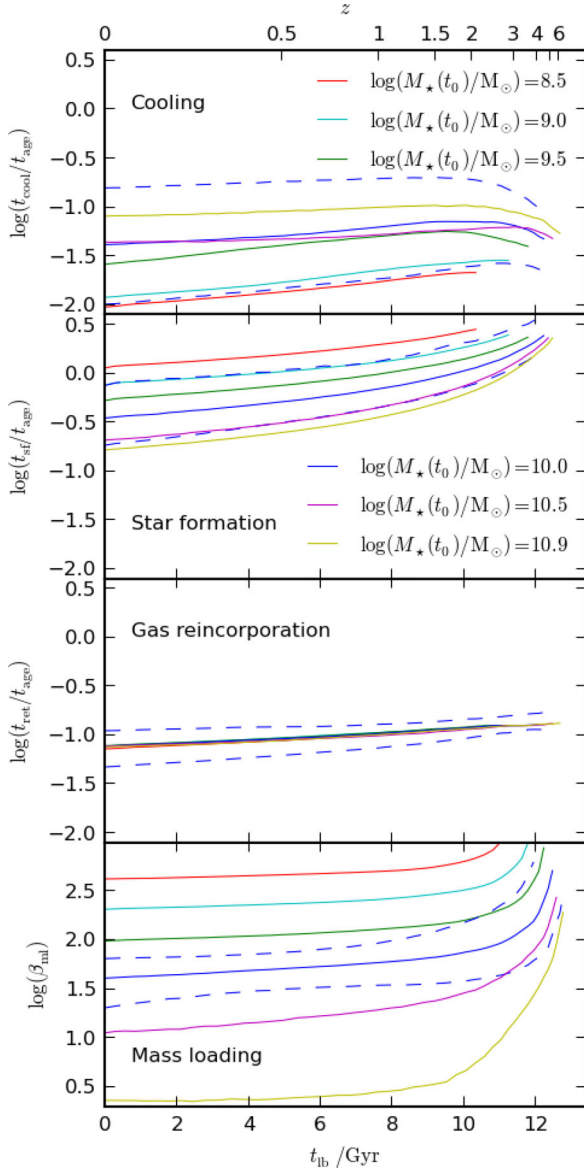 z
0 0.5 1 1.5 2 3 4 6
0.5
0.0
−0.5
−1.0
−1.5
−2.0
log(t_cool/t_age)
Cooling
log(M⋆(t₀)/M⊙)=8.5
log(M⋆(t₀)/M⊙)=9.0
log(M⋆(t₀)/M⊙)=9.5
0.5
0.0
−0.5
−1.0
−1.5
−2.0
log(t_sf/t_age)
log(M⋆(t₀)/M⊙)=10.0
log(M⋆(t₀)/M⊙)=10.5
log(M⋆(t₀)/M⊙)=10.9
Star formation
0.5
0.0
−0.5
−1.0
−1.5
−2.0
log(t_ret/t_age)
Gas reincorporation
2.5
2.0
1.5
1.0
0.5
log(β_ml)
Mass loading
0 2 4 6 8 10 12
t_lb /Gyr